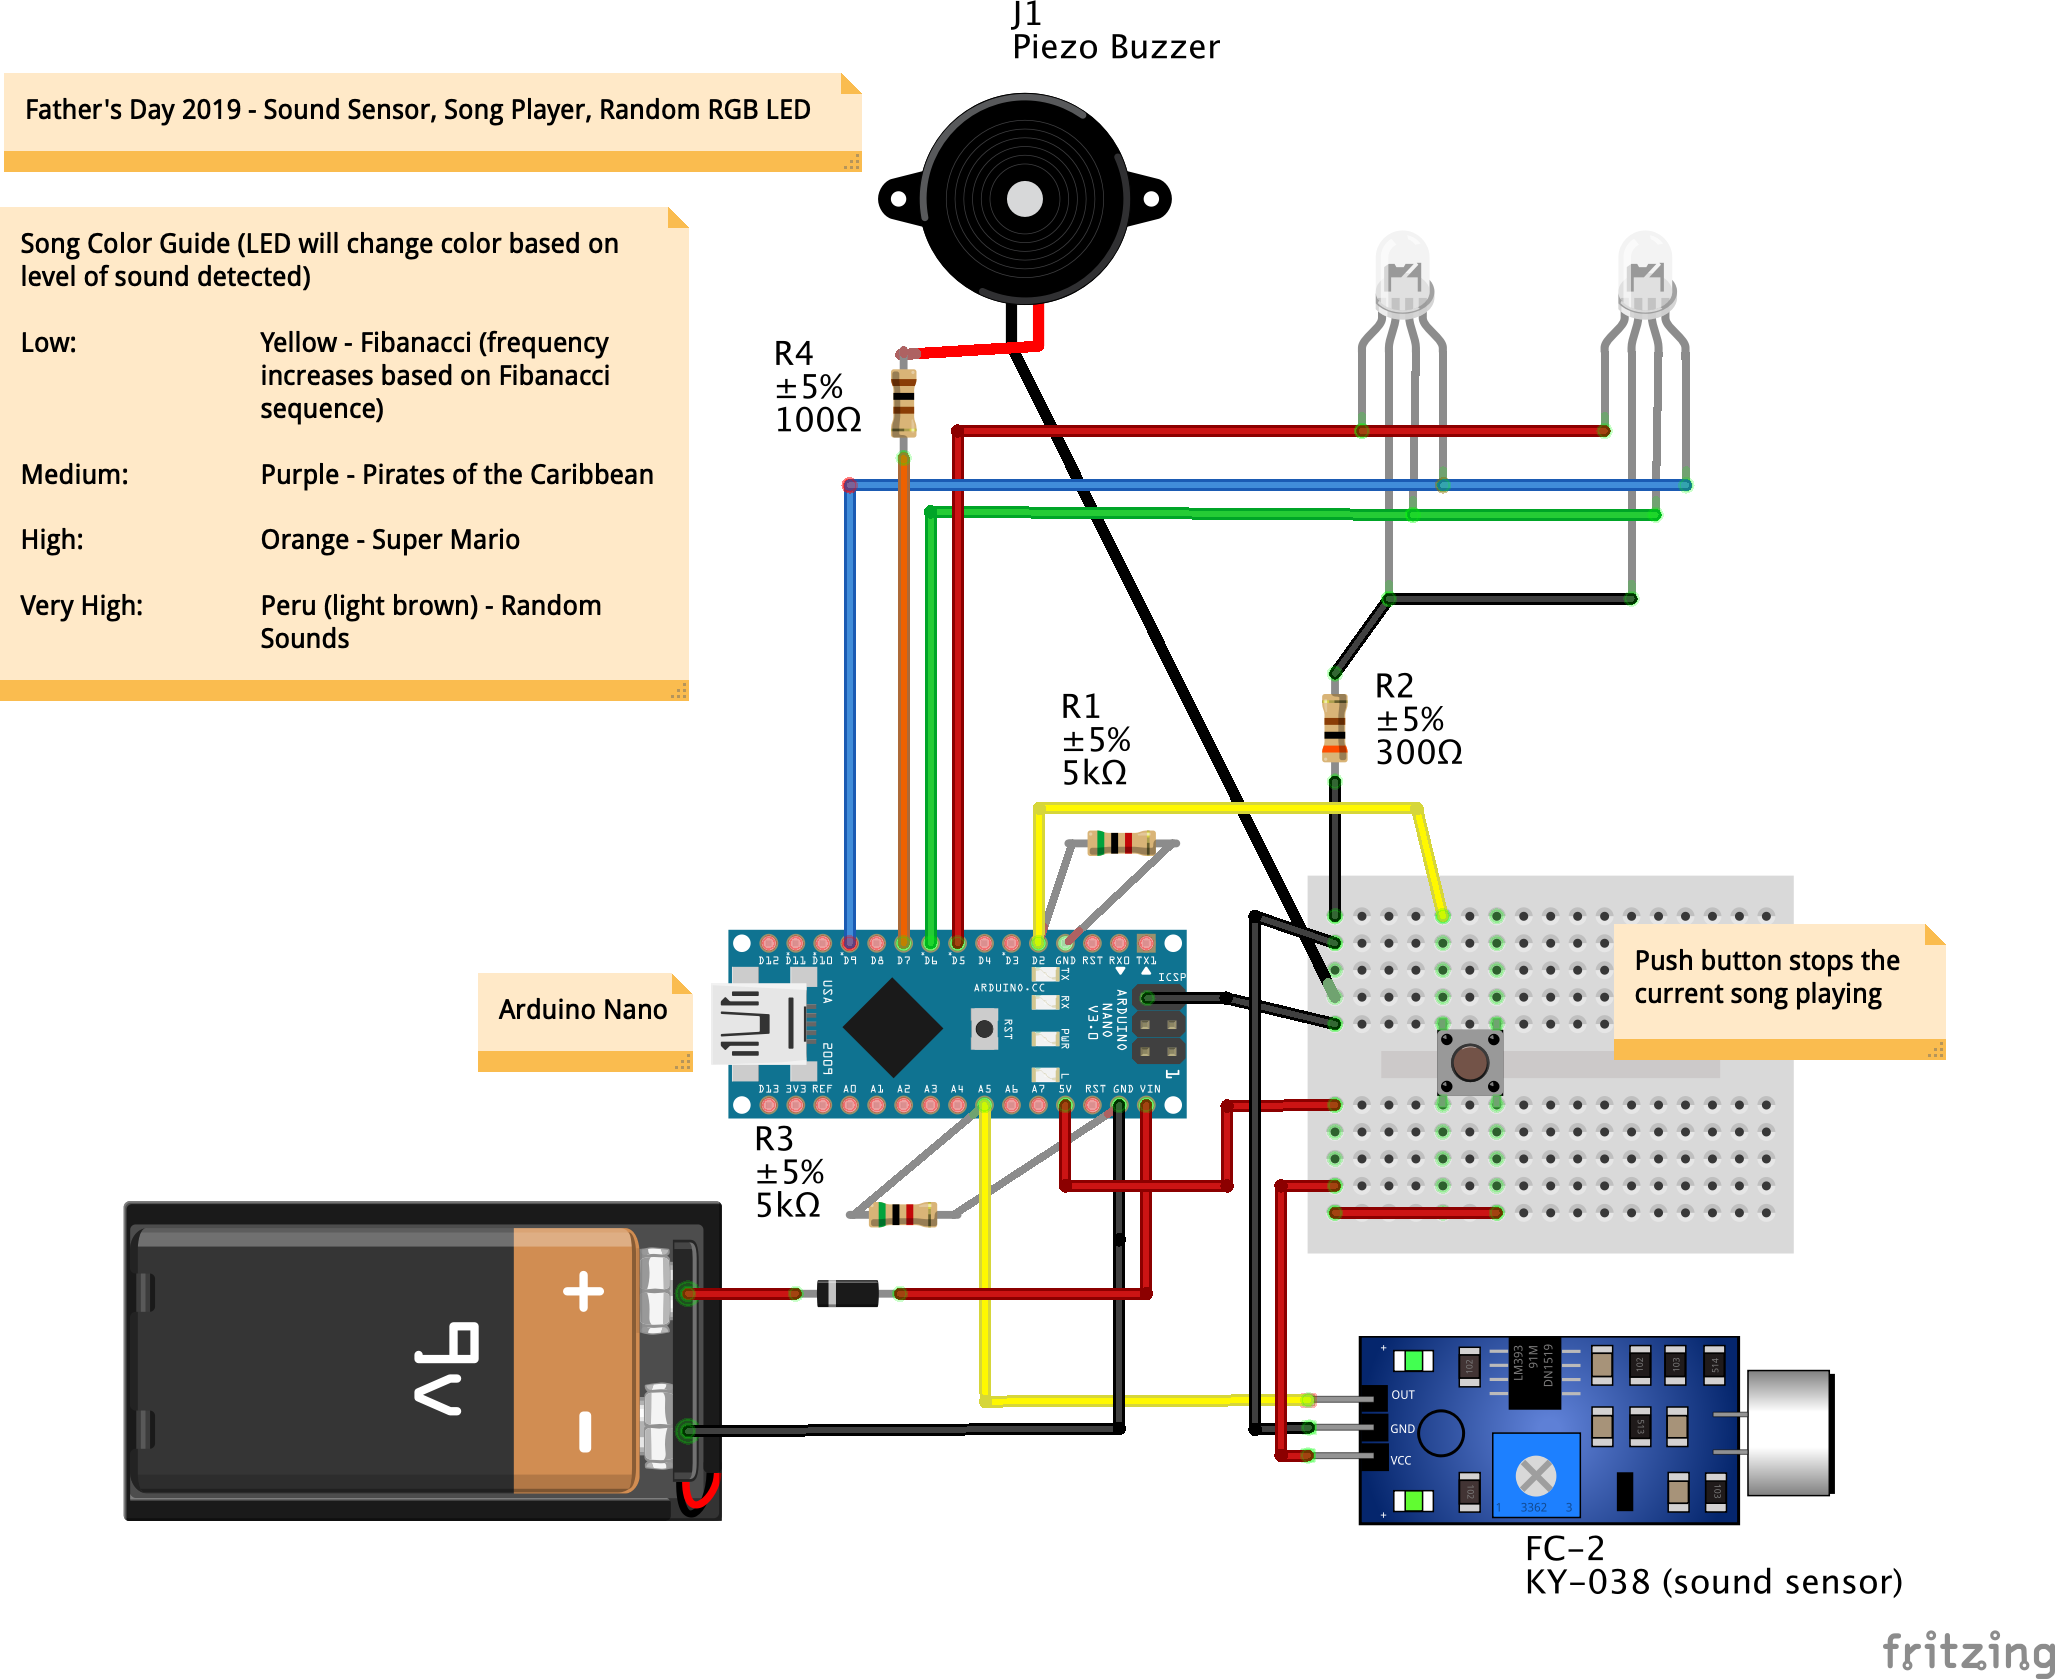 J1
Piezo Buzzer
Father's Day 2019 - Sound Sensor, Song Player, Random RGB LED
Song Color Guide (LED will change color based on
level of sound detected)
Low: Yellow - Fibanacci (frequency
increases based on Fibanacci
sequence)
Medium: Purple - Pirates of the Caribbean
High: Orange - Super Mario
Very High: Peru (light brown) - Random
Sounds
R4
±5%
100Ω
R2
±5%
300Ω
R1
±5%
5kΩ
Push button stops the
current song playing
Arduino Nano
D12 D11 D10 D9 D8 D7 D6 D5 D4 D3 D2 GND RST RX0 TX1
ICSP
ARDUINO.CC
TX
RX
PWR
L
RST
USA
2009
ARDUINO
NANO
V3.0
1
D13 3V3 REF A0 A1 A2 A3 A4 A5 A6 A7 5V RST GND VIN
R3
±5%
5kΩ
+
9v
-
OUT
GND
VCC
LM393
91M
DN1519
102
102
103
514
513
102
103
1 3362 3
FC-2
KY-038 (sound sensor)
fritzing